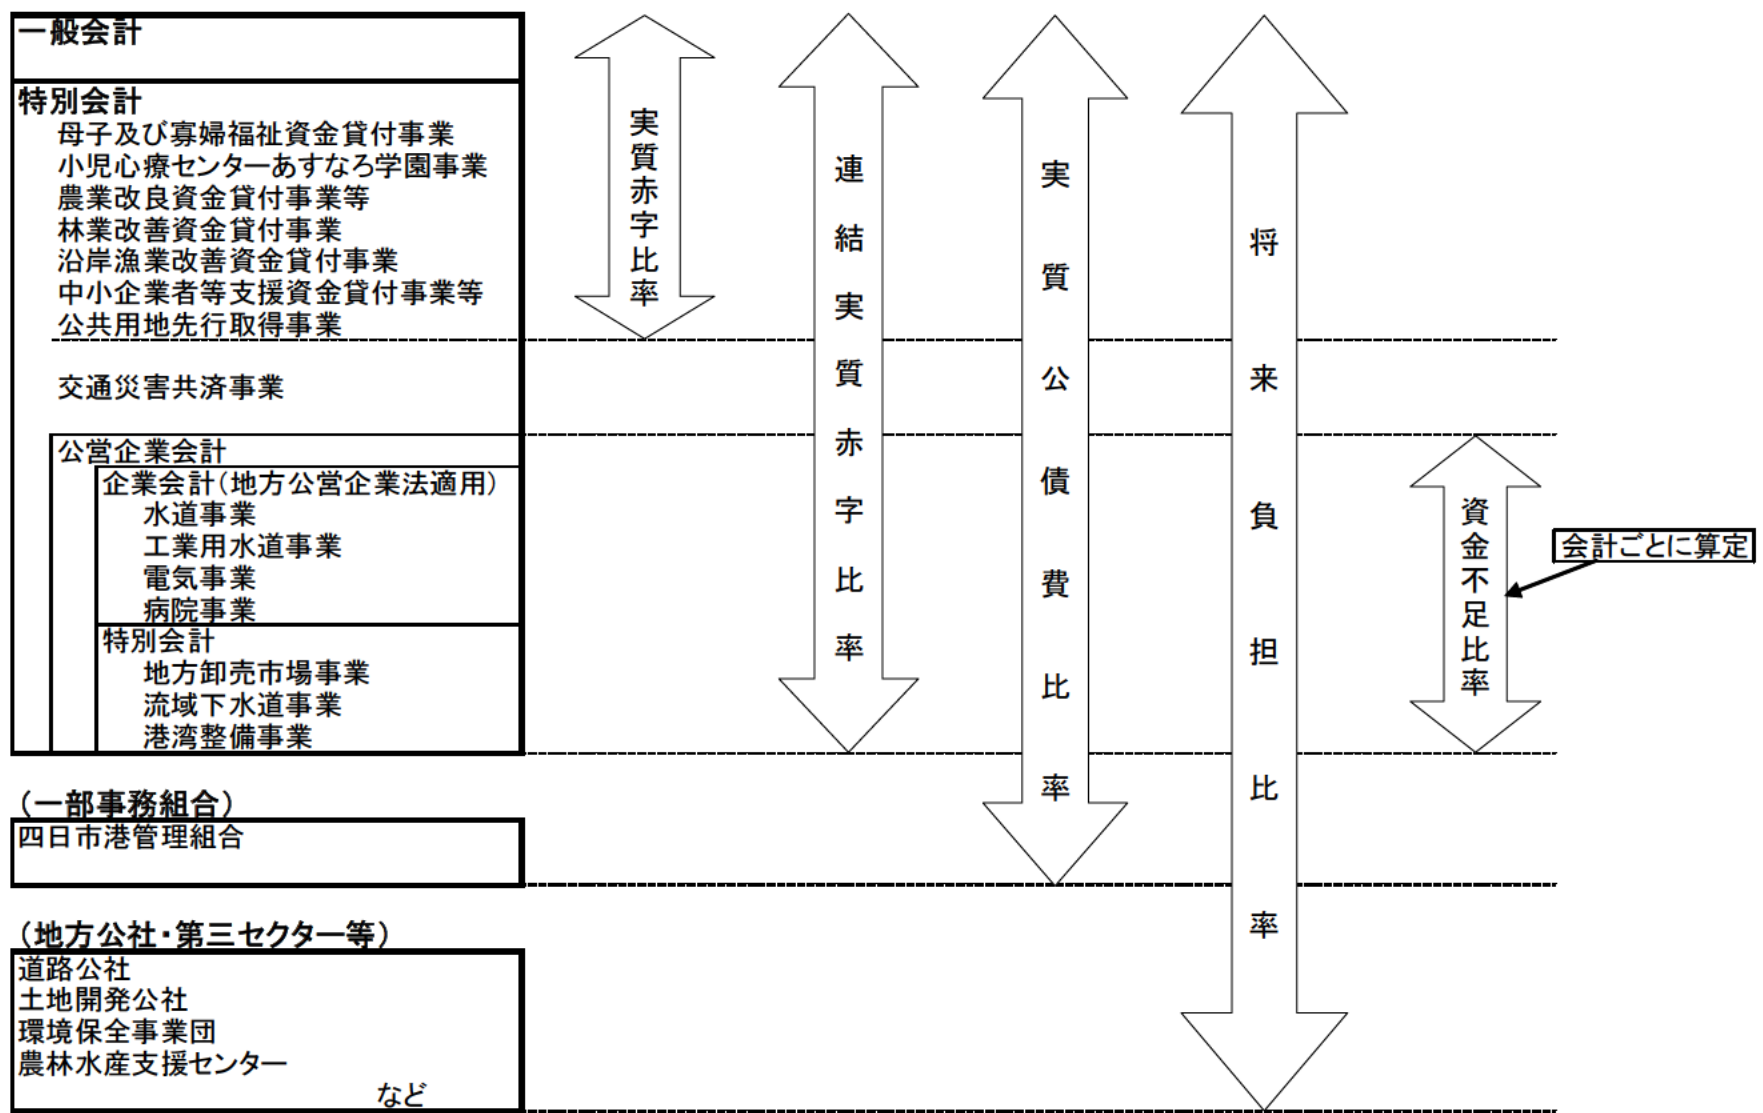 一般会計
特別会計
母子及び寡婦福祉資金貸付事業
小児心療センターあすなろ学園事業
農業改良資金貸付事業等
林業改善資金貸付事業
沿岸漁業改善資金貸付事業
中小企業者等支援資金貸付事業等
公共用地先行取得事業
交通災害共済事業
公営企業会計
企業会計（地方公営企業法適用）
水道事業
工業用水道事業
電気事業
病院事業
特別会計
地方卸売市場事業
流域下水道事業
港湾整備事業
（一部事務組合）
四日市港管理組合
（地方公社・第三セクター等）
道路公社
土地開発公社
環境保全事業団
農林水産支援センター
など
実質赤字比率
連結実質赤字比率
実質公債費比率
将来負担比率
資金不足比率
会計ごとに算定